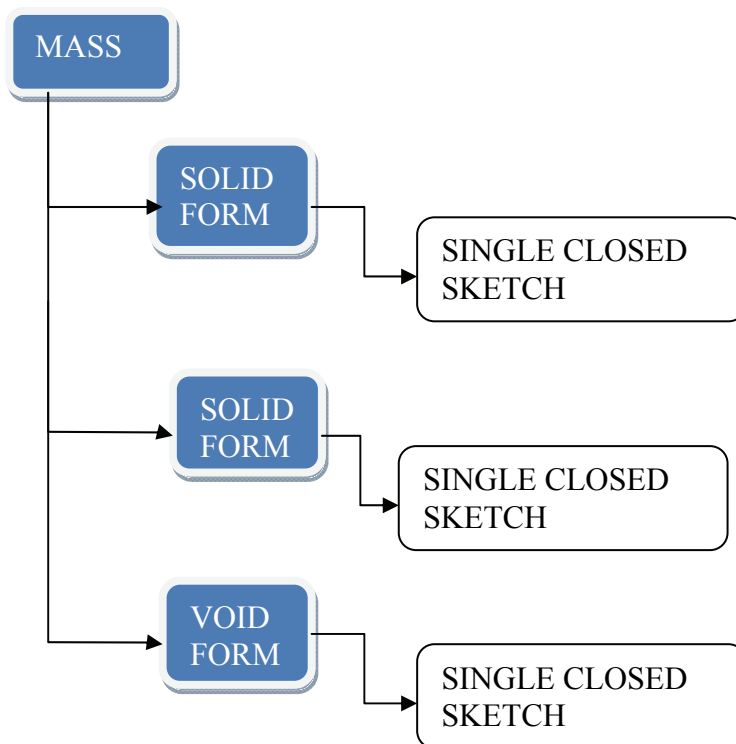 MASS
SOLID
FORM
SINGLE CLOSED
SKETCH
SOLID
FORM
SINGLE CLOSED
SKETCH
VOID
FORM
SINGLE CLOSED
SKETCH